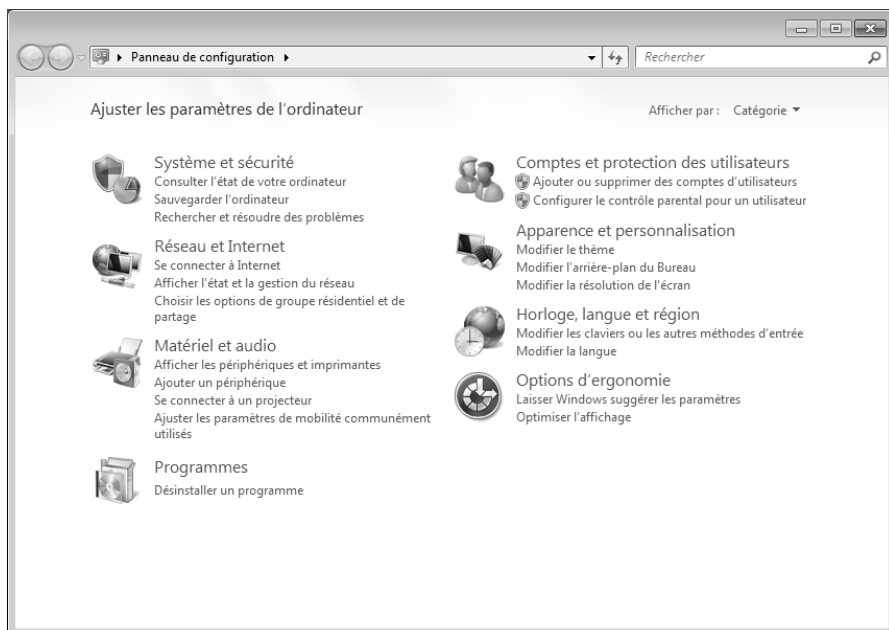 Panneau de configuration
Rechercher
Ajuster les paramètres de l'ordinateur
Afficher par : Catégorie
Système et sécurité
Consulter l'état de votre ordinateur
Sauvegarder l'ordinateur
Rechercher et résoudre des problèmes
Réseau et Internet
Se connecter à Internet
Afficher l'état et la gestion du réseau
Choisir les options de groupe résidentiel et de
partage
Matériel et audio
Afficher les périphériques et imprimantes
Ajouter un périphérique
Se connecter à un projecteur
Ajuster les paramètres de mobilité communément
utilisés
Programmes
Désinstaller un programme
Comptes et protection des utilisateurs
Ajouter ou supprimer des comptes d'utilisateurs
Configurer le contrôle parental pour un utilisateur
Apparence et personnalisation
Modifier le thème
Modifier l'arrière-plan du Bureau
Modifier la résolution de l'écran
Horloge, langue et région
Modifier les claviers ou les autres méthodes d'entrée
Modifier la langue
Options d'ergonomie
Laisser Windows suggérer les paramètres
Optimiser l'affichage